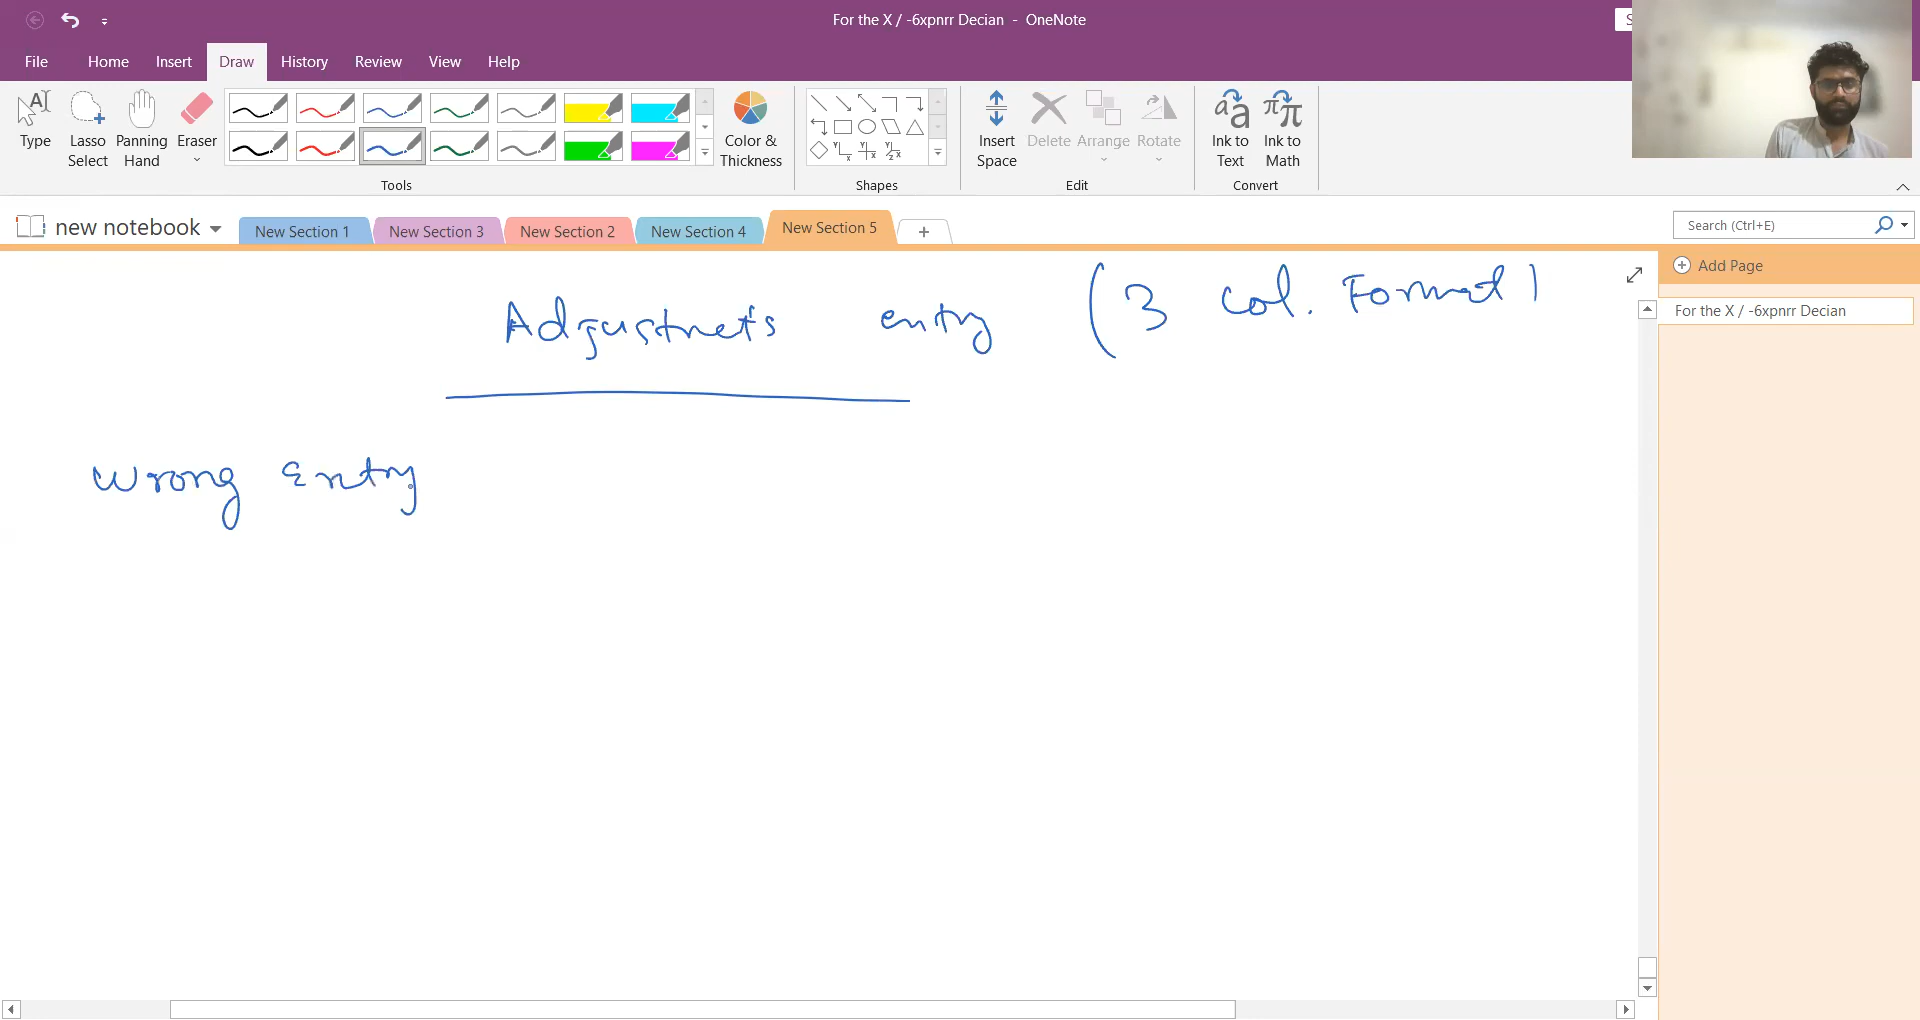 For the X / -6xpnrr Decian - OneNote
S
File Home Insert Draw History Review View Help
Type
Lasso Select
Panning Hand
Eraser
Color & Thickness
Insert Space
Delete
Arrange
Rotate
Ink to Text
Ink to Math
Tools
Shapes
Edit
Convert
new notebook
New Section 1
New Section 3
New Section 2
New Section 4
New Section 5
+
Search (Ctrl+E)
Add Page
For the X / -6xpnrr Decian
Adjustnet's entry (3 Col. Formet)
Wrong Entry